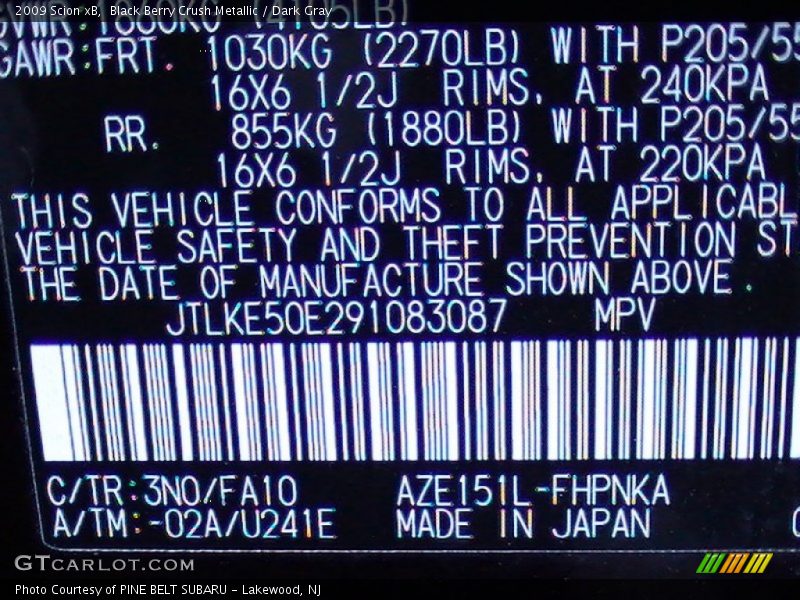 2009 Scion xB, Black Berry Crush Metallic / Dark Gray
GVWR:1880KG (4165LB)
GAWR:FRT. 1030KG (2270LB) WITH P205/55
16X6 1/2J RIMS, AT 240KPA
RR. 855KG (1880LB) WITH P205/55
16X6 1/2J RIMS, AT 220KPA
THIS VEHICLE CONFORMS TO ALL APPLICABL
VEHICLE SAFETY AND THEFT PREVENTION ST
THE DATE OF MANUFACTURE SHOWN ABOVE.
JTLKE50E291083087 MPV
C/TR:3N0/FA10 AZE151L-FHPNKA
A/TM:-02A/U241E MADE IN JAPAN
GTCARLOT.COM
Photo Courtesy of PINE BELT SUBARU - Lakewood, NJ